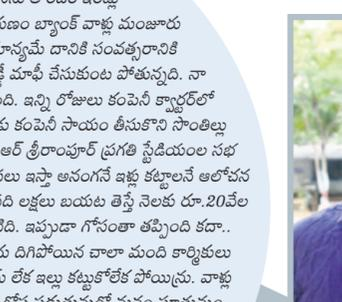 ణం బ్యాంక్ వాళ్లు మంజూరు
మాన్యమే దానికి సంవత్సరానికి
మాఫీ చేసుకుంట పోతున్నది. నా
ది. ఇన్ని రోజులు కంపెనీ క్వార్టర్‌లో
కంపెనీ సాయం తీసుకొని సొంతిల్లు
ఆర్ శ్రీరాంపూర్ ప్రగతి స్టేడియంల సభ
లు ఇస్తా అనంగనే ఇళ్లు కట్టాలనే ఆలోచన
ది లక్షలు బయట తెస్తే నెలకు రూ.20వేల
టిది. ఇప్పుడా గోసంతా తప్పింది కదా..
దిగిపోయిన చాలా మంది కార్మికులు
లేక ఇల్లు కట్టుకోలేక పోయిన్రు. వాళ్లు